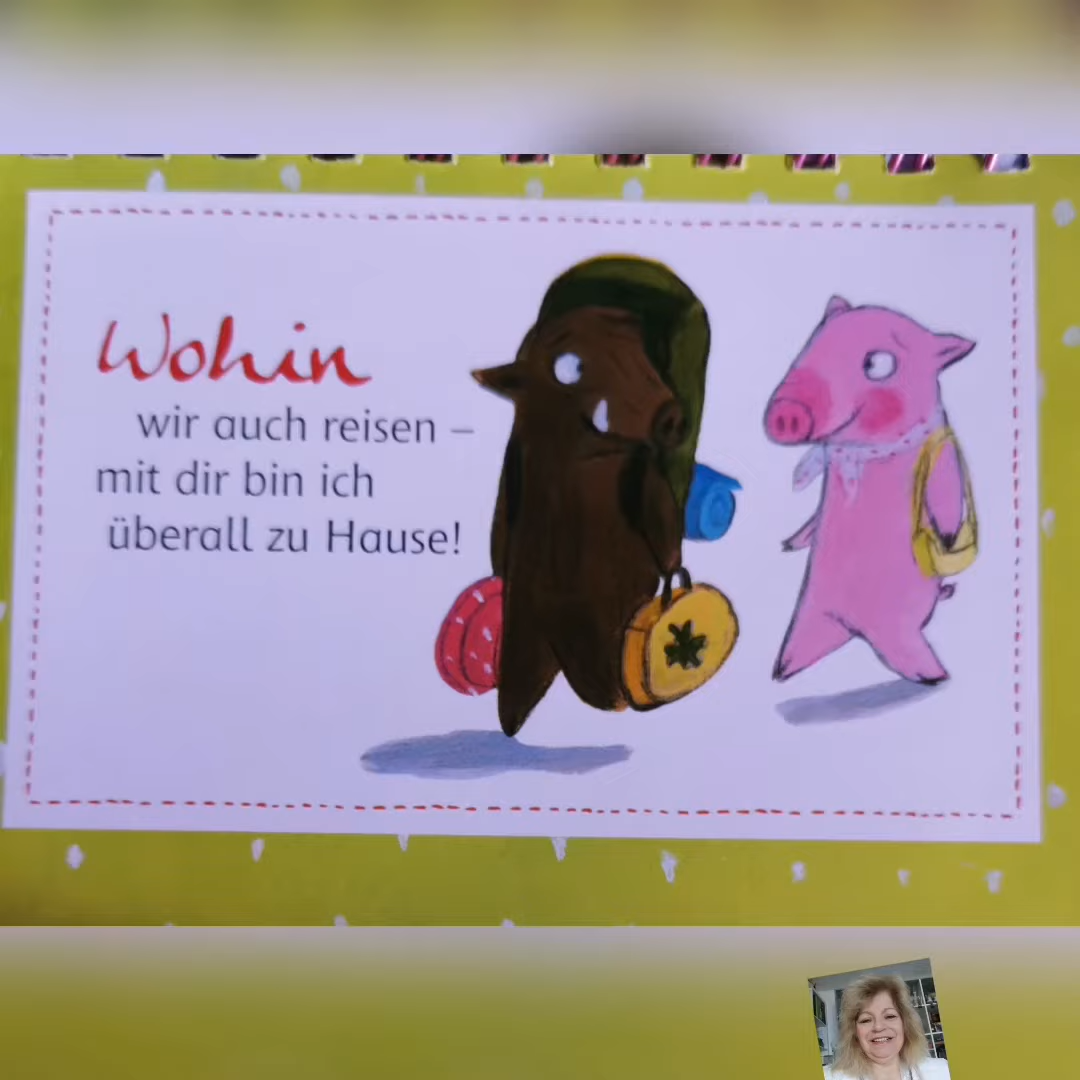 Wohin
wir auch reisen –
mit dir bin ich
überall zu Hause!